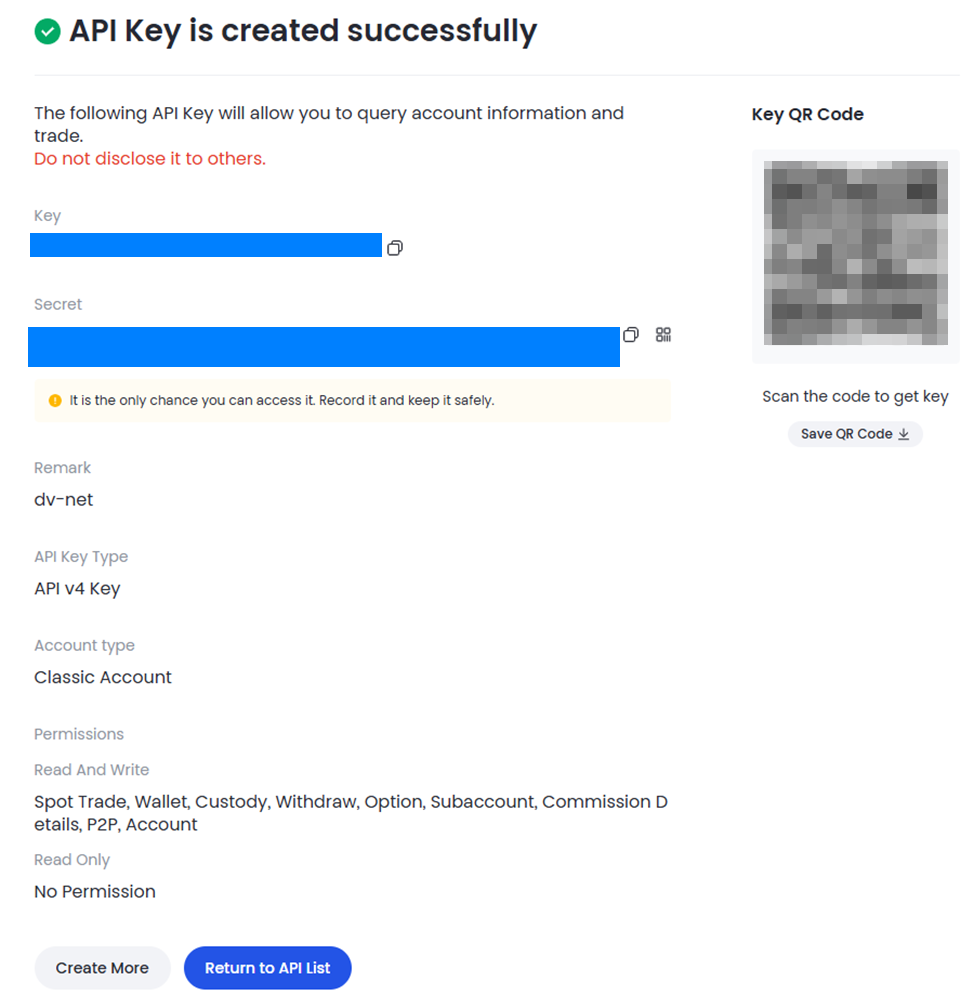 API Key is created successfully
The following API Key will allow you to query account information and
trade.
Do not disclose it to others.
Key
Secret
It is the only chance you can access it. Record it and keep it safely.
Remark
dv-net
API Key Type
API v4 Key
Account type
Classic Account
Permissions
Read And Write
Spot Trade, Wallet, Custody, Withdraw, Option, Subaccount, Commission D
etails, P2P, Account
Read Only
No Permission
Create More
Return to API List
Key QR Code
Scan the code to get key
Save QR Code